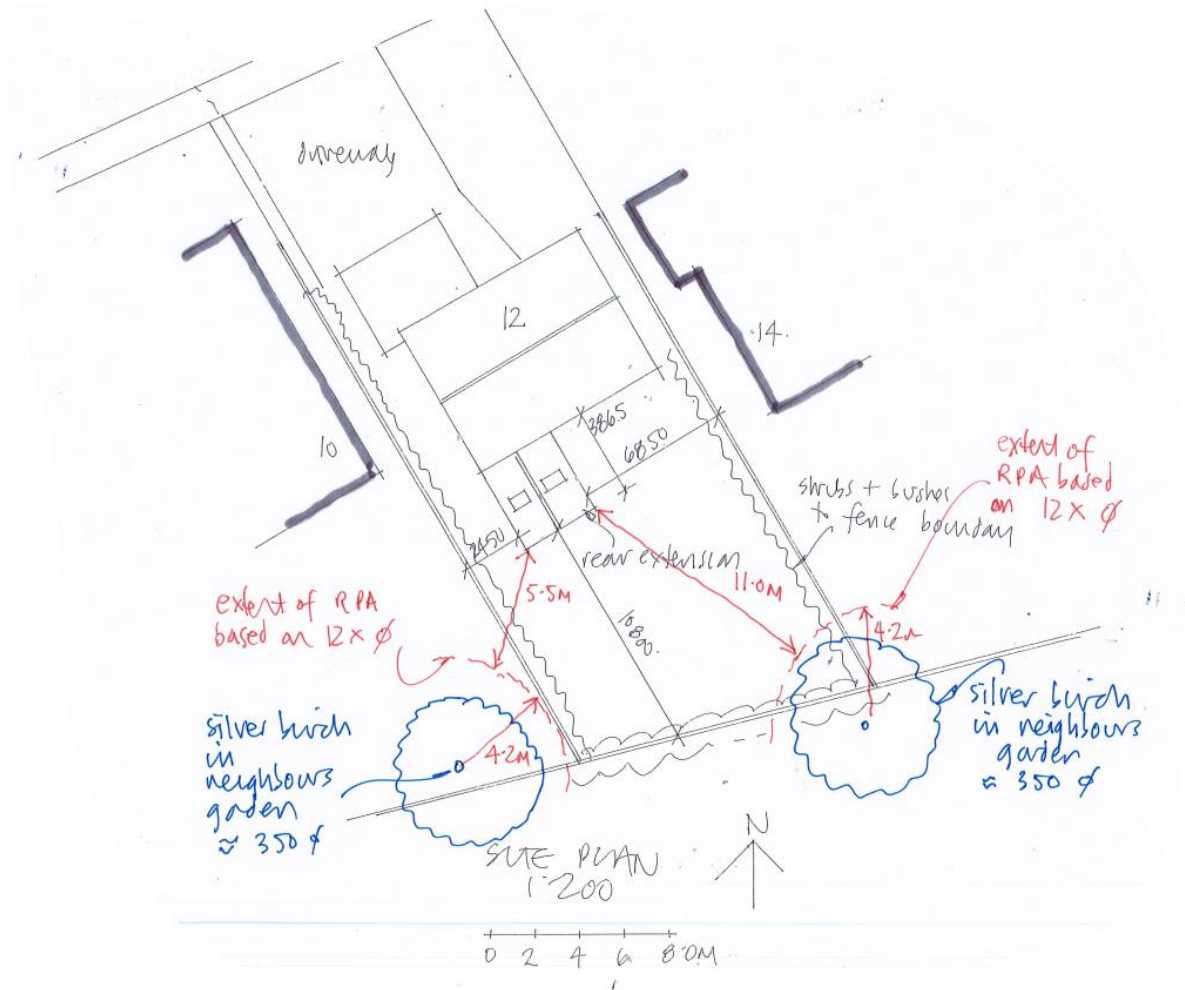 driveway
12
14.
10
3865
6850
2450
rear extension
shrubs + bushes
to fence boundary
extent of
RPA based
on 12 x φ
5.5M
11.0M
10800.
extent of RPA
based on 12 x φ
4.2M
4.2M
silver birch
in
neighbours
garden
≈ 350 φ
silver birch
in neighbours
garden
≈ 350 φ
N
SITE PLAN
1:200
0 2 4 6 8.0M